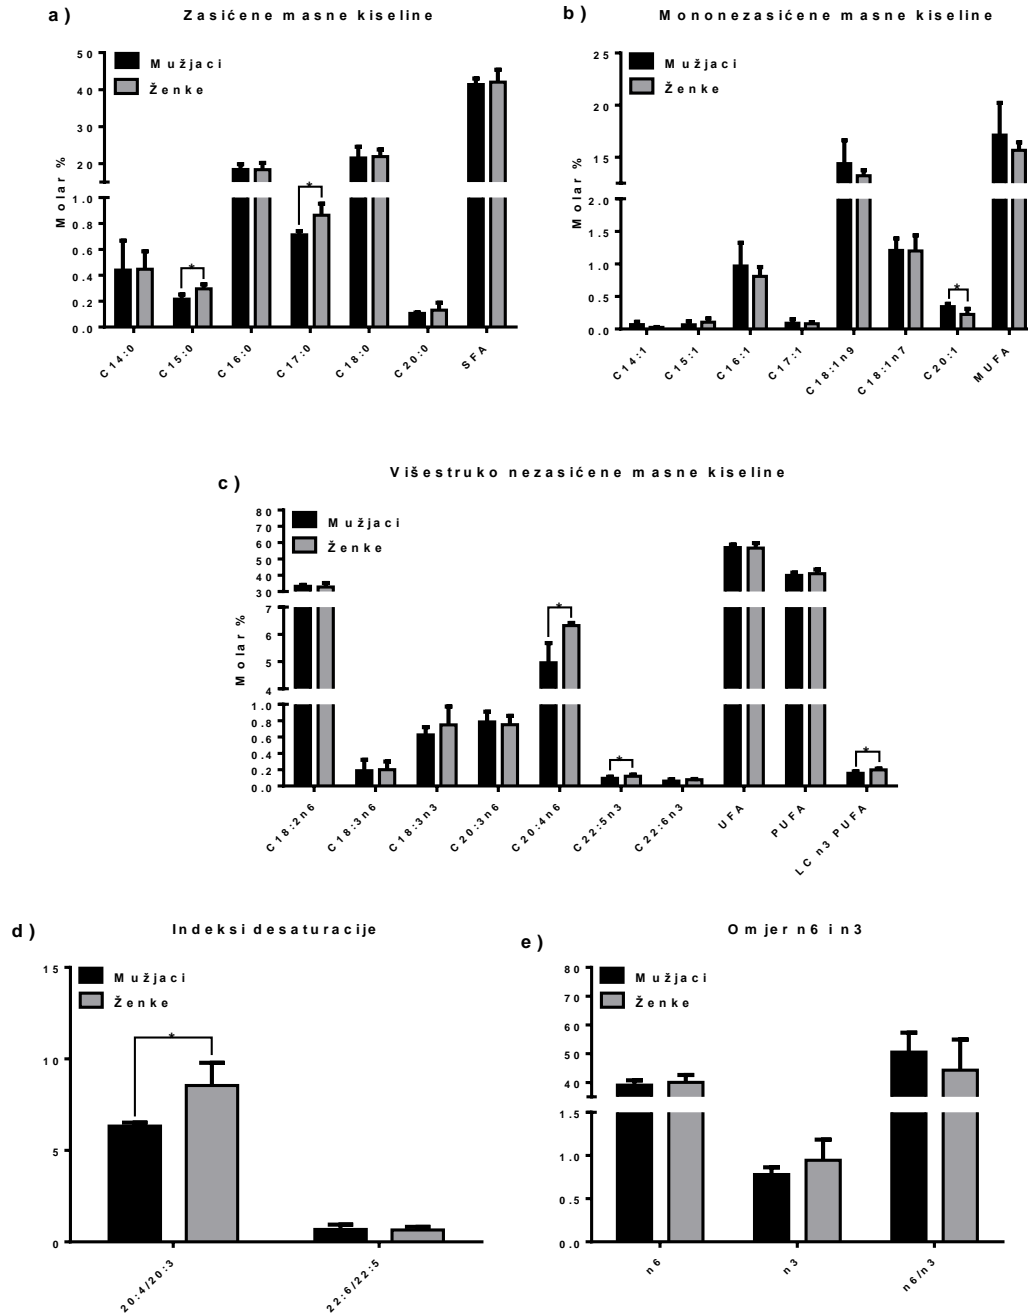 a) Zasićene masne kiseline
Mužjaci
Ženke
Molar %
50
40
30
20
1.0
0.8
0.6
0.4
0.2
0.0
*
*
C14:0
C15:0
C16:0
C17:0
C18:0
C20:0
SFA
b) Mononezasićene masne kiseline
Mužjaci
Ženke
Molar %
25
20
15
2.0
1.5
1.0
0.5
0.0
*
C14:1
C15:1
C16:1
C17:1
C18:1n9
C18:1n7
C20:1
MUFA
c) Višestruko nezasićene masne kiseline
Mužjaci
Ženke
Molar %
80
70
60
50
40
30
7
6
5
4
1.0
0.8
0.6
0.4
0.2
0.0
*
*
*
C18:2n6
C18:3n6
C18:3n3
C20:3n6
C20:4n6
C22:5n3
C22:6n3
UFA
PUFA
LC n3 PUFA
d) Indeksi desaturacije
Mužjaci
Ženke
15
10
5
0
*
20:4/20:3
22:6/22:5
e) Omjer n6 i n3
Mužjaci
Ženke
80
70
60
50
40
1.5
1.0
0.5
0.0
n6
n3
n6/n3